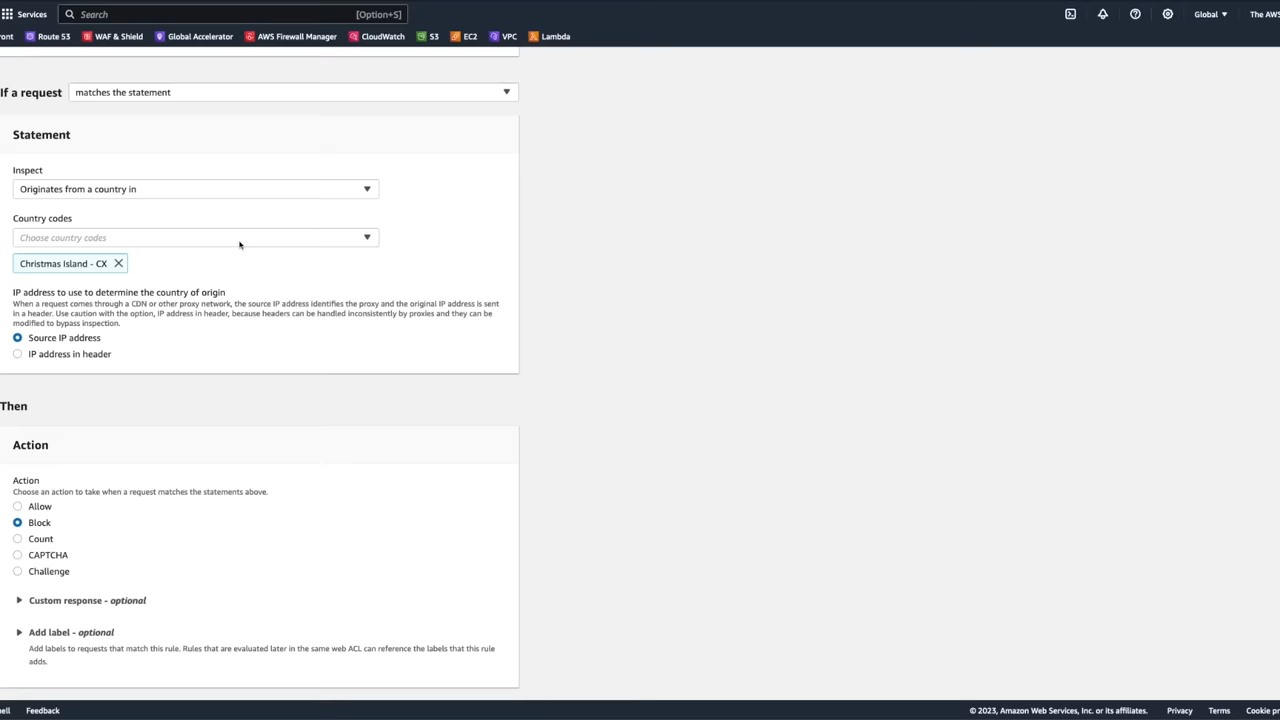 Services Search [Option+S] Global The AWS
ront Route 53 WAF & Shield Global Accelerator AWS Firewall Manager CloudWatch S3 EC2 VPC Lambda
If a request matches the statement
Statement
Inspect
Originates from a country in
Country codes
Choose country codes
Christmas Island - CX
IP address to use to determine the country of origin
When a request comes through a CDN or other proxy network, the source IP address identifies the proxy and the original IP address is sent
in a header. Use caution with the option, IP address in header, because headers can be handled inconsistently by proxies and they can be
modified to bypass inspection.
Source IP address
IP address in header
Then
Action
Action
Choose an action to take when a request matches the statements above.
Allow
Block
Count
CAPTCHA
Challenge
Custom response - optional
Add label - optional
Add labels to requests that match this rule. Rules that are evaluated later in the same web ACL can reference the labels that this rule
adds.
ell Feedback © 2023, Amazon Web Services, Inc. or its affiliates. Privacy Terms Cookie p